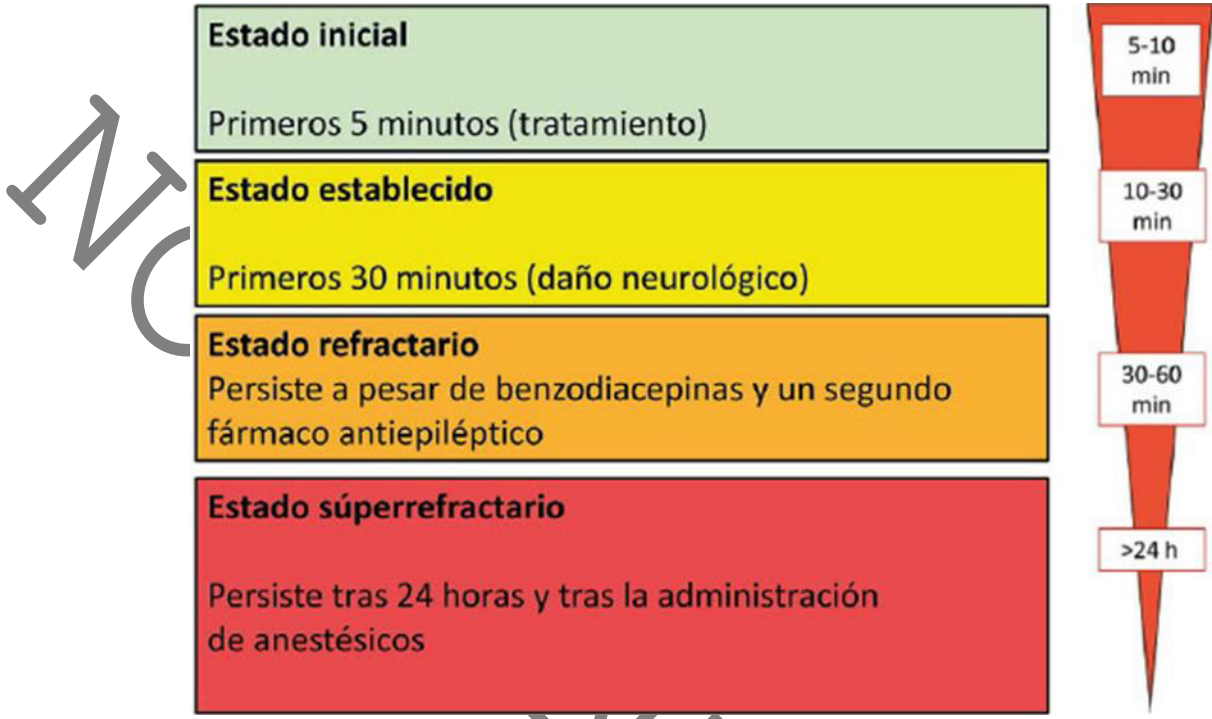 Estado inicial
Primeros 5 minutos (tratamiento)
5-10
min
Estado establecido
Primeros 30 minutos (daño neurológico)
10-30
min
Estado refractario
Persiste a pesar de benzodiacepinas y un segundo
fármaco antiepiléptico
30-60
min
Estado súperrefractario
Persiste tras 24 horas y tras la administración
de anestésicos
>24 h